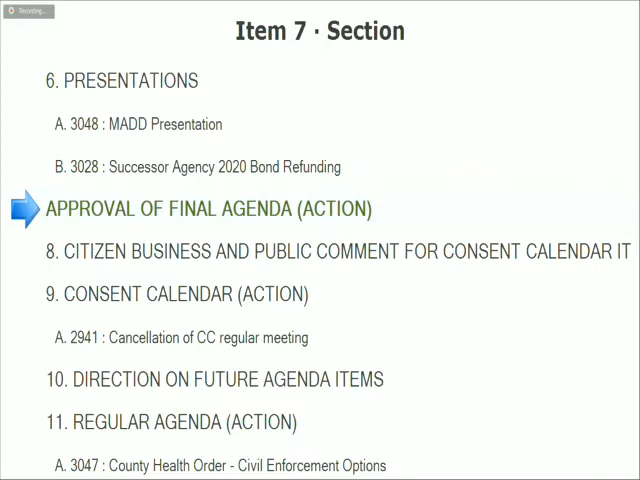 Recording...
Item 7 · Section
6. PRESENTATIONS
A. 3048 : MADD Presentation
B. 3028 : Successor Agency 2020 Bond Refunding
APPROVAL OF FINAL AGENDA (ACTION)
8. CITIZEN BUSINESS AND PUBLIC COMMENT FOR CONSENT CALENDAR IT
9. CONSENT CALENDAR (ACTION)
A. 2941 : Cancellation of CC regular meeting
10. DIRECTION ON FUTURE AGENDA ITEMS
11. REGULAR AGENDA (ACTION)
A. 3047 : County Health Order - Civil Enforcement Options